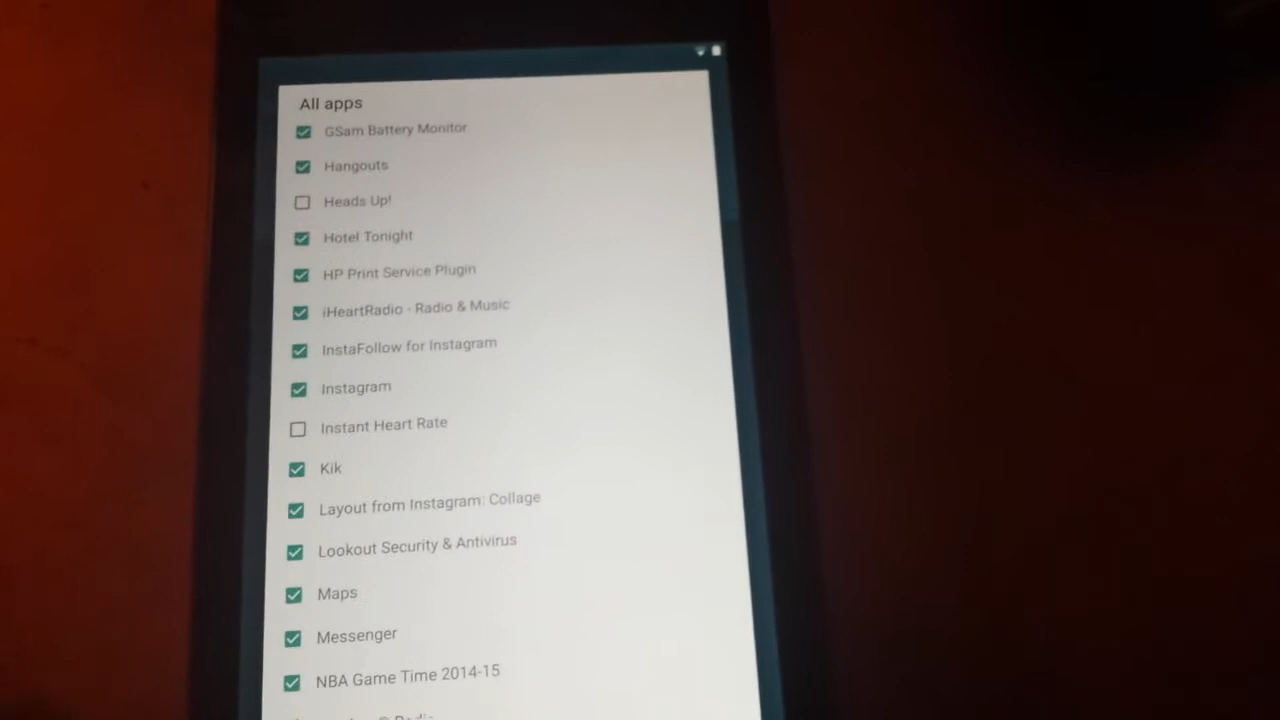 All apps
GSam Battery Monitor
Hangouts
Heads Up!
Hotel Tonight
HP Print Service Plugin
iHeartRadio - Radio & Music
InstaFollow for Instagram
Instagram
Instant Heart Rate
Kik
Layout from Instagram: Collage
Lookout Security & Antivirus
Maps
Messenger
NBA Game Time 2014-15